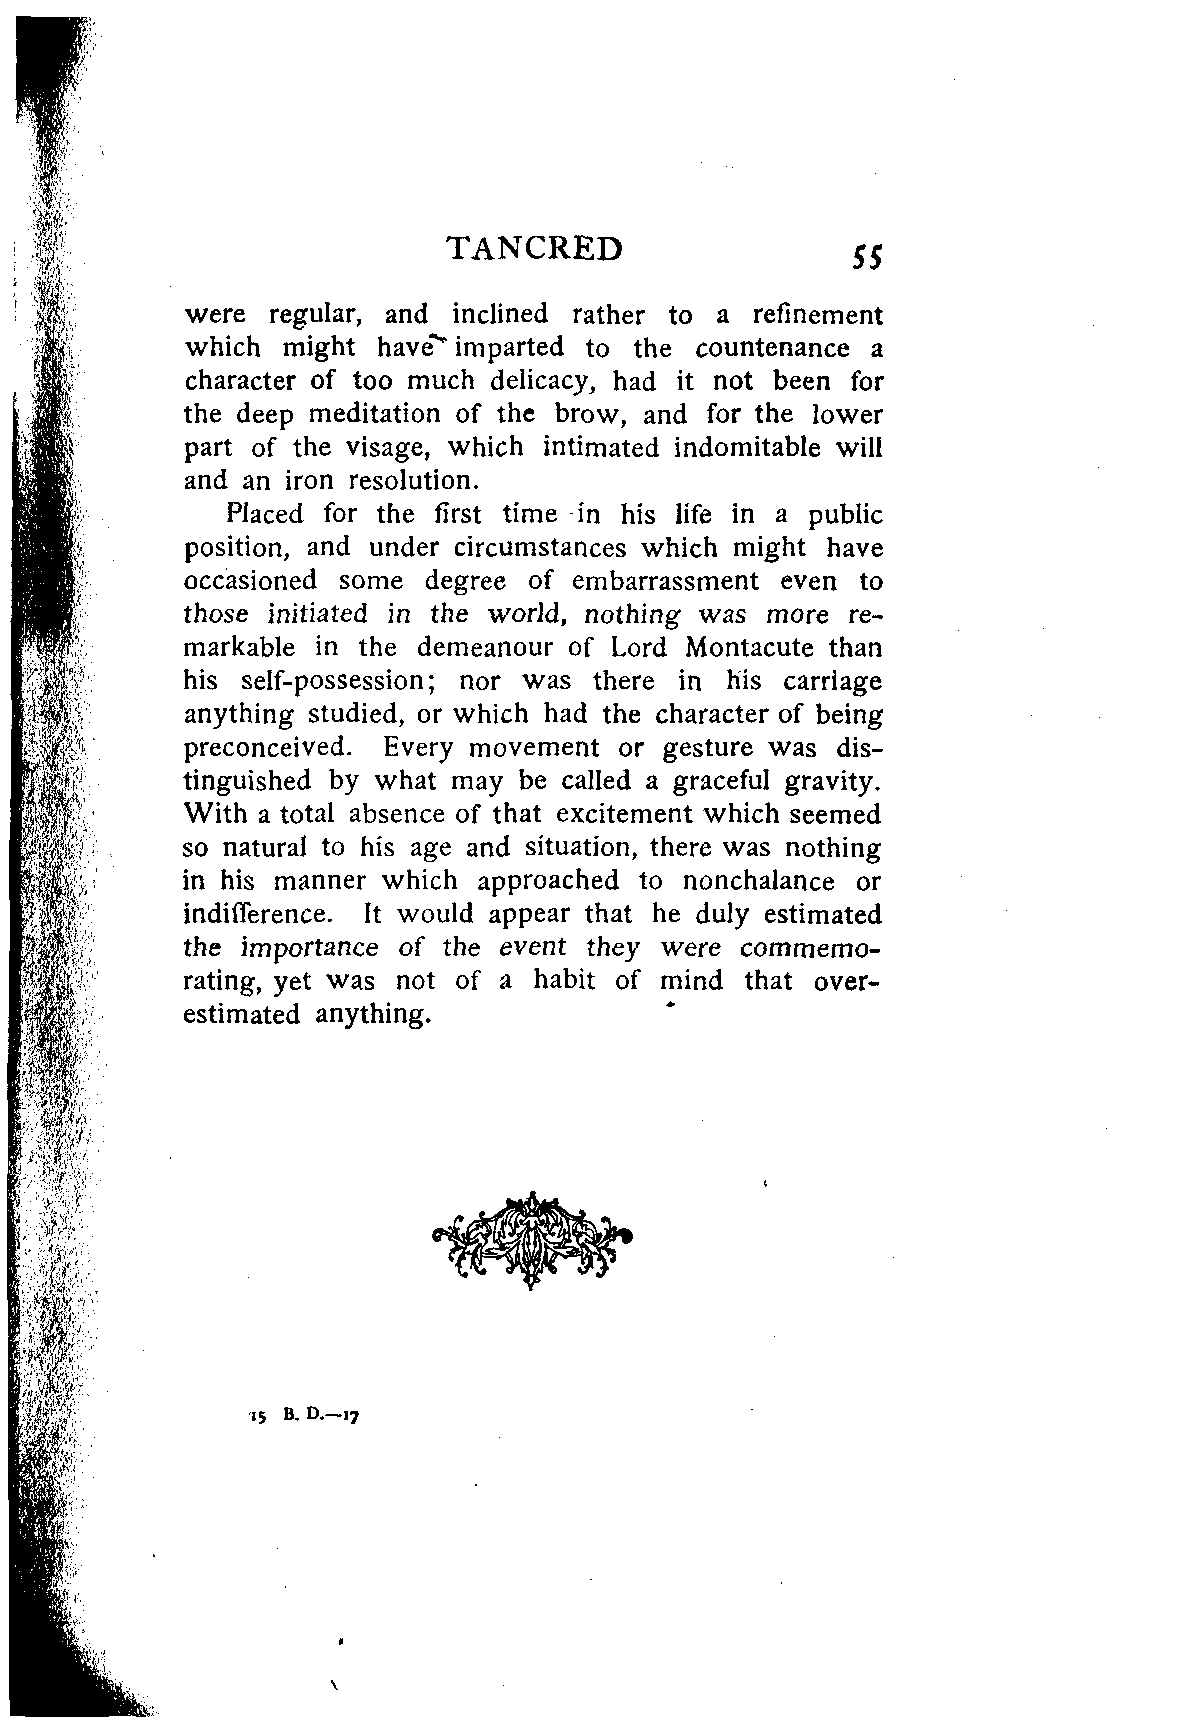 TANCRED 55
were regular, and inclined rather to a refinement
which might have imparted to the countenance a
character of too much delicacy, had it not been for
the deep meditation of the brow, and for the lower
part of the visage, which intimated indomitable will
and an iron resolution.
Placed for the first time in his life in a public
position, and under circumstances which might have
occasioned some degree of embarrassment even to
those initiated in the world, nothing was more re-
markable in the demeanour of Lord Montacute than
his self-possession; nor was there in his carriage
anything studied, or which had the character of being
preconceived. Every movement or gesture was dis-
tinguished by what may be called a graceful gravity.
With a total absence of that excitement which seemed
so natural to his age and situation, there was nothing
in his manner which approached to nonchalance or
indifference. It would appear that he duly estimated
the importance of the event they were commemo-
rating, yet was not of a habit of mind that over-
estimated anything.
15 B. D.—17